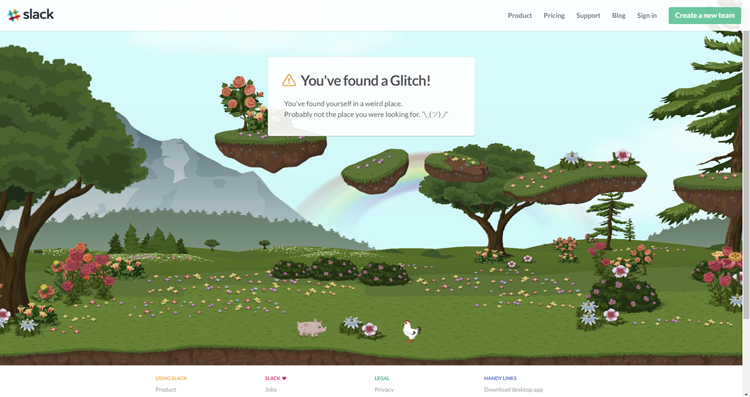 slack
Product Pricing Support Blog Sign in Create a new team
You've found a Glitch!
You've found yourself in a weird place.
Probably not the place you were looking for. ¯\_(ツ)_/¯
USING SLACK SLACK ❤ LEGAL HANDY LINKS
Product Jobs Privacy Download desktop app